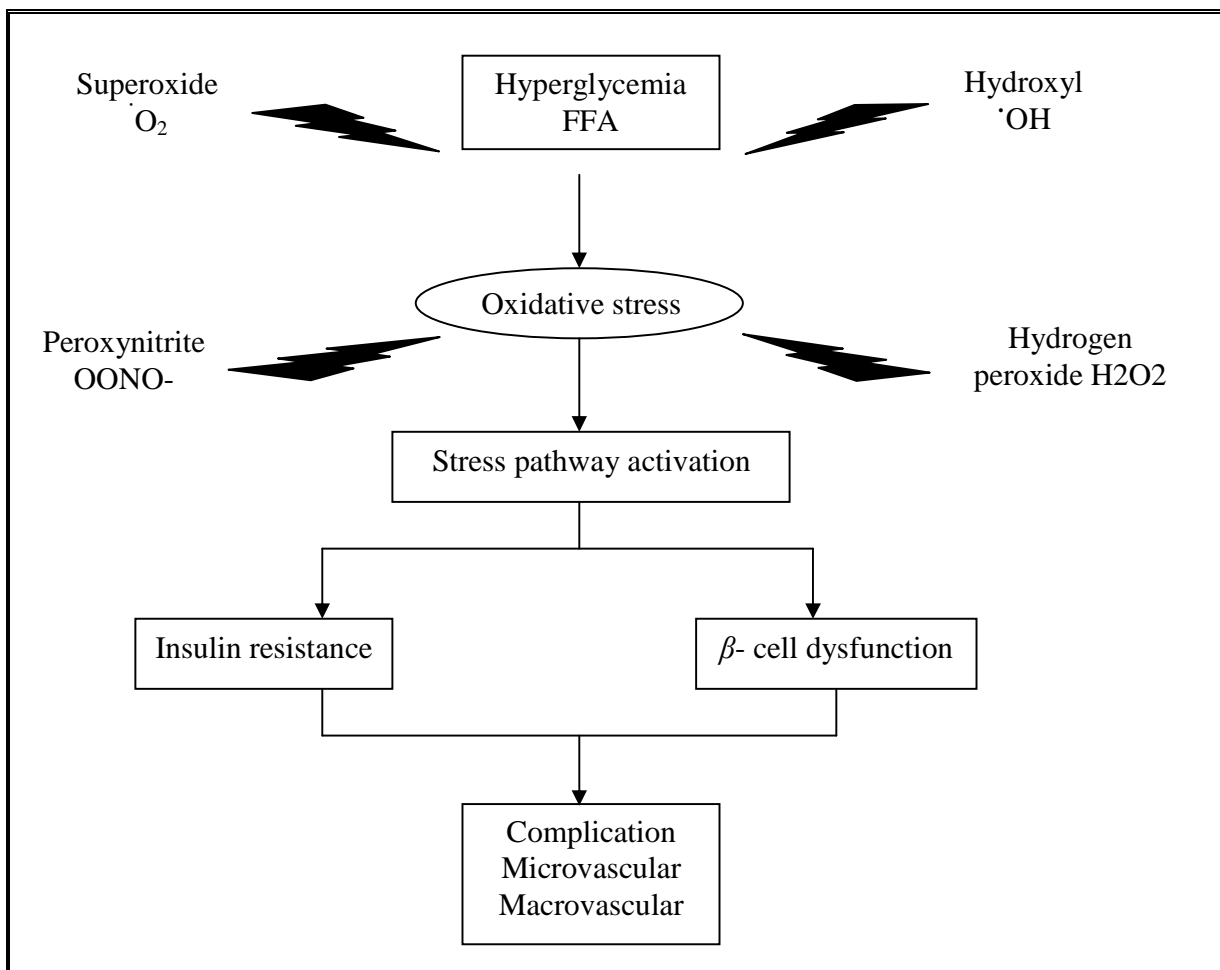 Superoxide
˙O₂
Hyperglycemia
FFA
Hydroxyl
˙OH
Oxidative stress
Peroxynitrite
OONO-
Hydrogen
peroxide H2O2
Stress pathway activation
Insulin resistance
β- cell dysfunction
Complication
Microvascular
Macrovascular